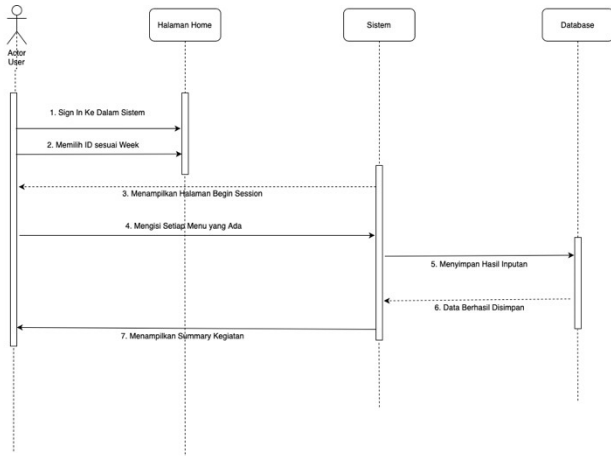 Halaman Home
Sistem
Database
Actor
User
1. Sign In Ke Dalam Sistem
2. Memilih ID sesuai Week
3. Menampilkan Halaman Begin Session
4. Mengisi Setiap Menu yang Ada
5. Menyimpan Hasil Inputan
6. Data Berhasil Disimpan
7. Menampilkan Summary Kegiatan